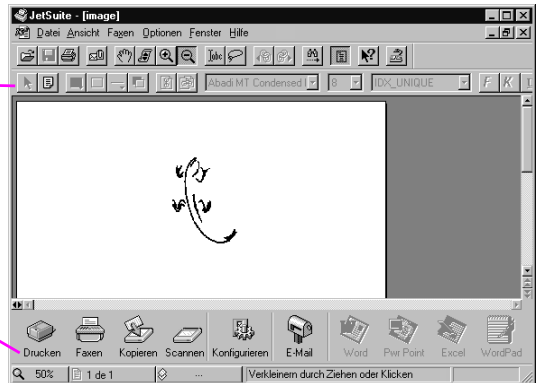 JetSuite - [image]
Datei Ansicht Faxen Optionen Fenster Hilfe
Tabc
Abadi MT Condensed 8 IDX_UNIQUE F K
Drucken Faxen Kopieren Scannen Konfigurieren E-Mail Word Pwr Point Excel WordPad
50% 1 de 1 ... Verkleinern durch Ziehen oder Klicken